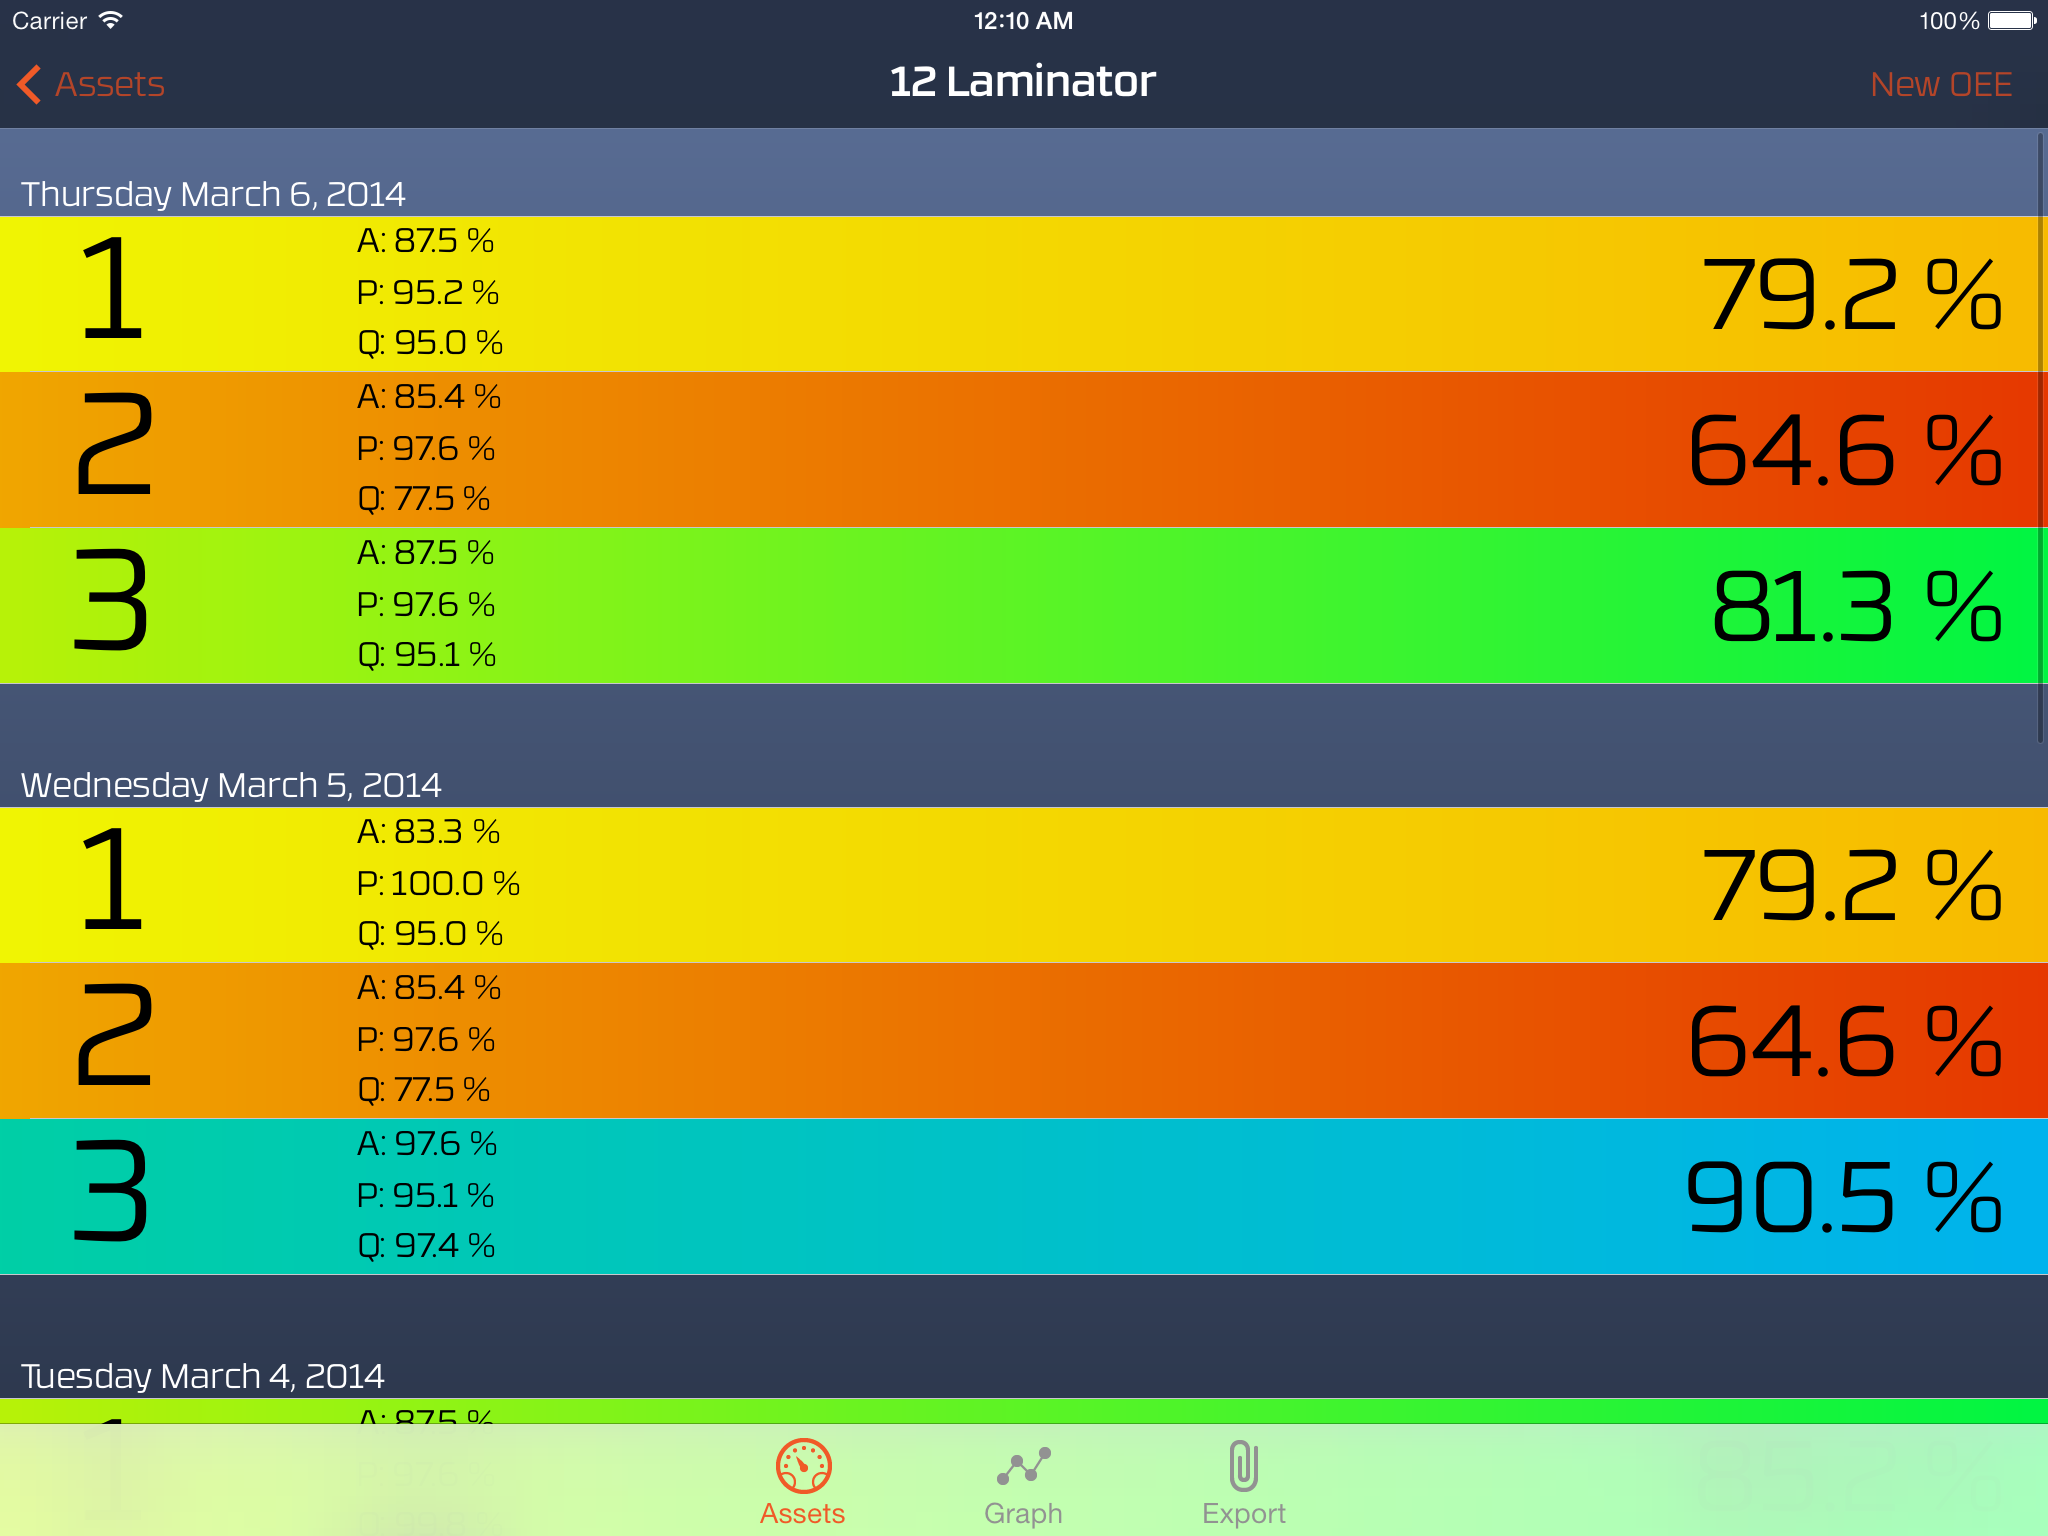 Carrier 12:10 AM 100%
Assets 12 Laminator New OEE
Thursday March 6, 2014
1
A: 87.5 %
P: 95.2 %
Q: 95.0 %
79.2 %
2
A: 85.4 %
P: 97.6 %
Q: 77.5 %
64.6 %
3
A: 87.5 %
P: 97.6 %
Q: 95.1 %
81.3 %
Wednesday March 5, 2014
1
A: 83.3 %
P: 100.0 %
Q: 95.0 %
79.2 %
2
A: 85.4 %
P: 97.6 %
Q: 77.5 %
64.6 %
3
A: 97.6 %
P: 95.1 %
Q: 97.4 %
90.5 %
Tuesday March 4, 2014
1
A: 87.5 %
Assets Graph Export